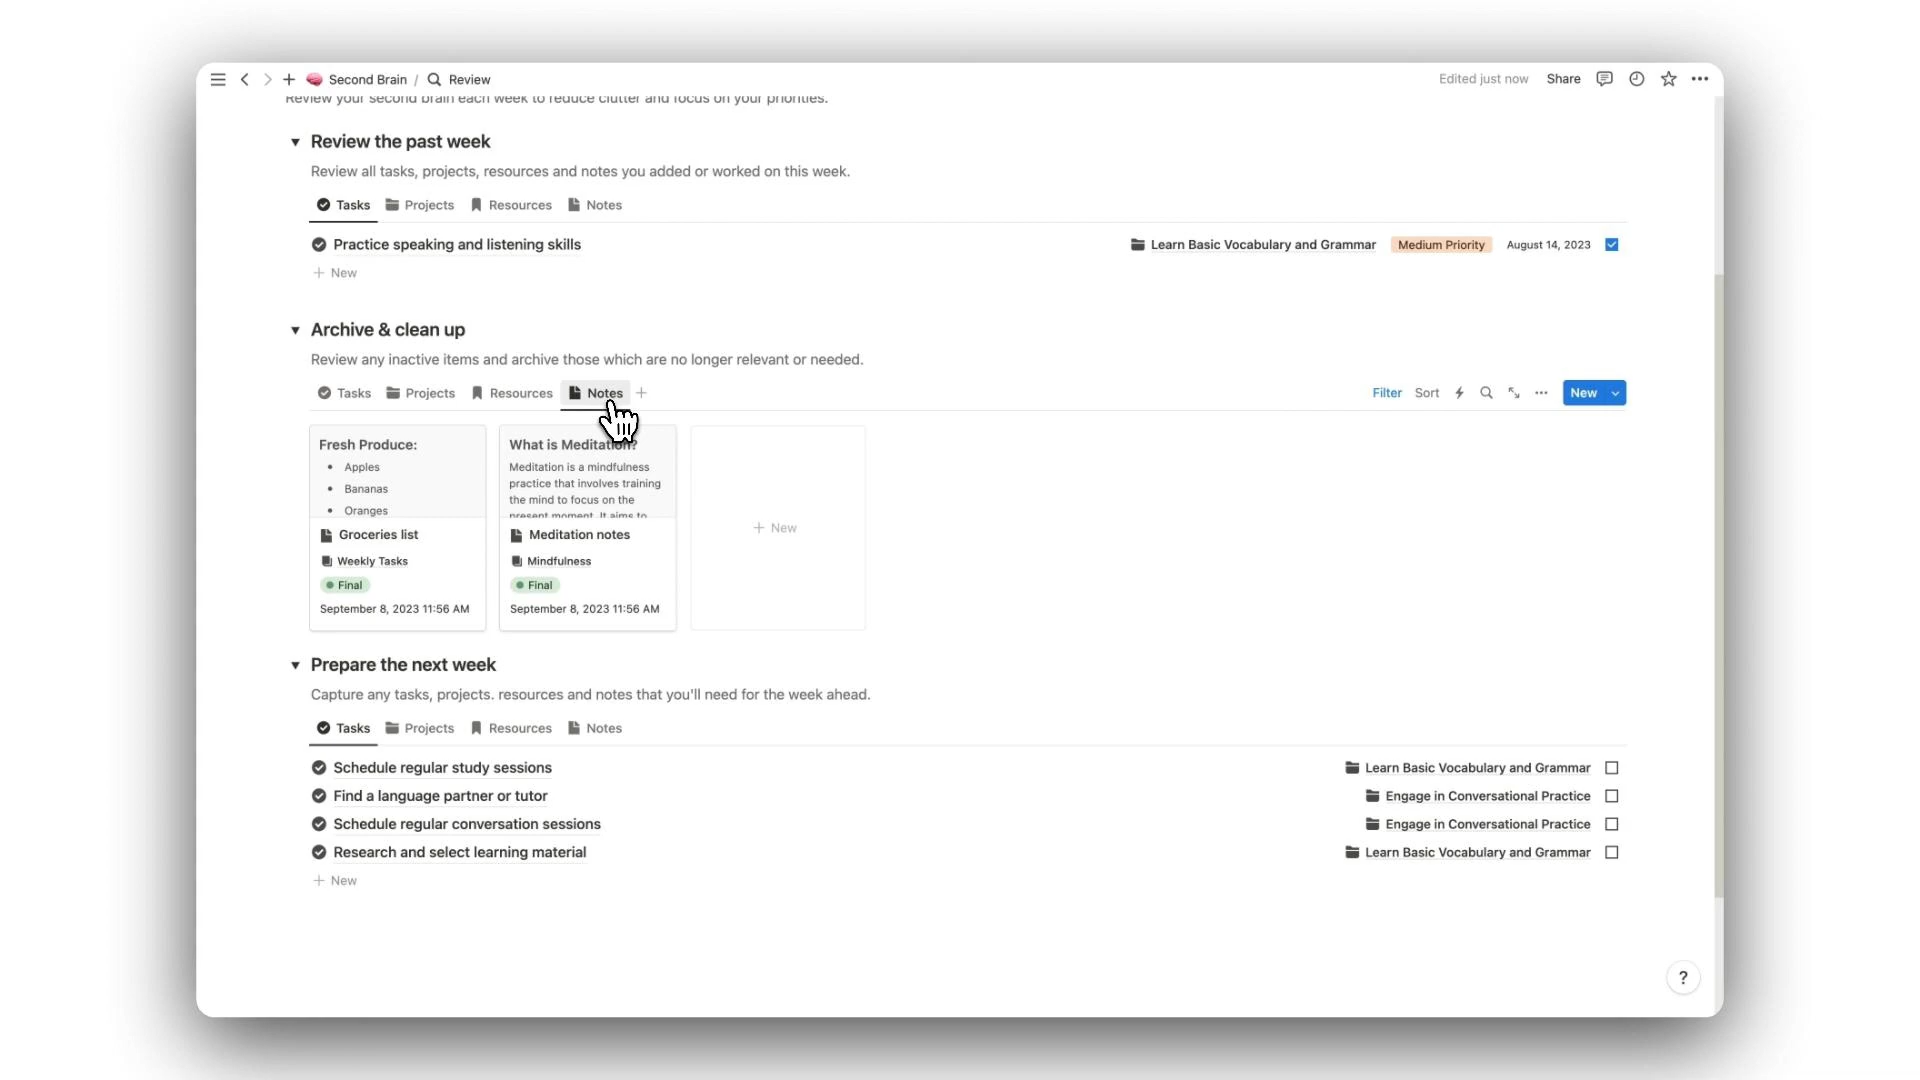 Second Brain / Review
Edited just now Share
Review your second brain each week to reduce clutter and focus on your priorities.
Review the past week
Review all tasks, projects, resources and notes you added or worked on this week.
Tasks Projects Resources Notes
Practice speaking and listening skills Learn Basic Vocabulary and Grammar Medium Priority August 14, 2023
+ New
Archive & clean up
Review any inactive items and archive those which are no longer relevant or needed.
Tasks Projects Resources Notes +
Filter Sort New
Fresh Produce:
• Apples
• Bananas
• Oranges
Groceries list
Weekly Tasks
Final
September 8, 2023 11:56 AM
What is Meditation?
Meditation is a mindfulness
practice that involves training
the mind to focus on the
present moment. It aims to
Meditation notes
Mindfulness
Final
September 8, 2023 11:56 AM
+ New
Prepare the next week
Capture any tasks, projects. resources and notes that you'll need for the week ahead.
Tasks Projects Resources Notes
Schedule regular study sessions Learn Basic Vocabulary and Grammar
Find a language partner or tutor Engage in Conversational Practice
Schedule regular conversation sessions Engage in Conversational Practice
Research and select learning material Learn Basic Vocabulary and Grammar
+ New
?